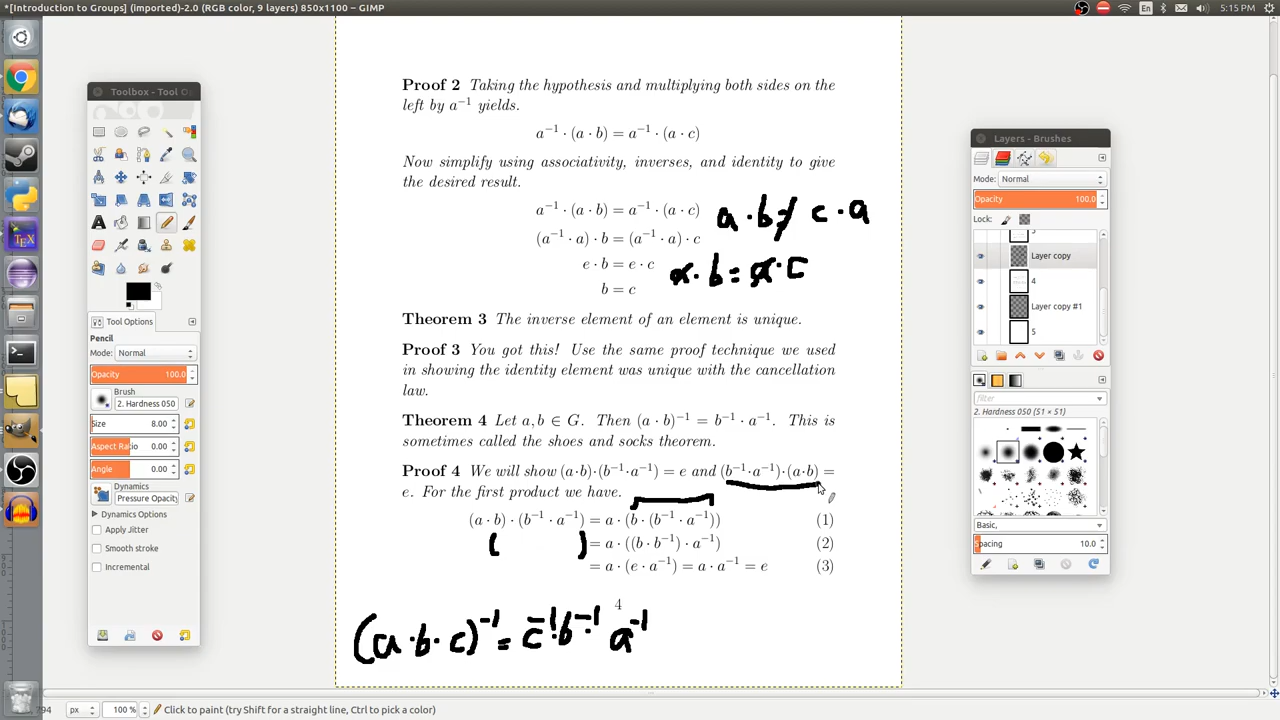 *[Introduction to Groups] (imported)-2.0 (RGB color, 9 layers) 850x1100 – GIMP
En
5:15 PM
Toolbox - Tool Op
Proof 2 Taking the hypothesis and multiplying both sides on the
left by a⁻¹ yields.
a⁻¹ · (a · b) = a⁻¹ · (a · c)
Now simplify using associativity, inverses, and identity to give
the desired result.
a⁻¹ · (a · b) = a⁻¹ · (a · c)
(a⁻¹ · a) · b = (a⁻¹ · a) · c
e · b = e · c
b = c
a · b ≠ c · a
a · b = a · c
Theorem 3 The inverse element of an element is unique.
Proof 3 You got this! Use the same proof technique we used
in showing the identity element was unique with the cancellation
law.
Theorem 4 Let a, b ∈ G. Then (a · b)⁻¹ = b⁻¹ · a⁻¹. This is
sometimes called the shoes and socks theorem.
Proof 4 We will show (a·b)·(b⁻¹·a⁻¹) = e and (b⁻¹·a⁻¹)·(a·b) =
e. For the first product we have.
(a · b) · (b⁻¹ · a⁻¹) = a · (b · (b⁻¹ · a⁻¹)) (1)
( ) = a · ((b · b⁻¹) · a⁻¹) (2)
= a · (e · a⁻¹) = a · a⁻¹ = e (3)
4
(a·b·c)⁻¹ = c⁻¹·b⁻¹· a⁻¹
Tool Options
Pencil
Mode: Normal
Opacity 100.0
Brush
2. Hardness 050
Size 8.00
Aspect Ratio 0.00
Angle 0.00
Dynamics
Pressure Opacity
Dynamics Options
Apply Jitter
Smooth stroke
Incremental
Layers - Brushes
Mode: Normal
Opacity 100.0
Lock:
Layer copy
4
Layer copy #1
5
filter
2. Hardness 050 (51 × 51)
Basic,
spacing 10.0
px
100 %
Click to paint (try Shift for a straight line, Ctrl to pick a color)